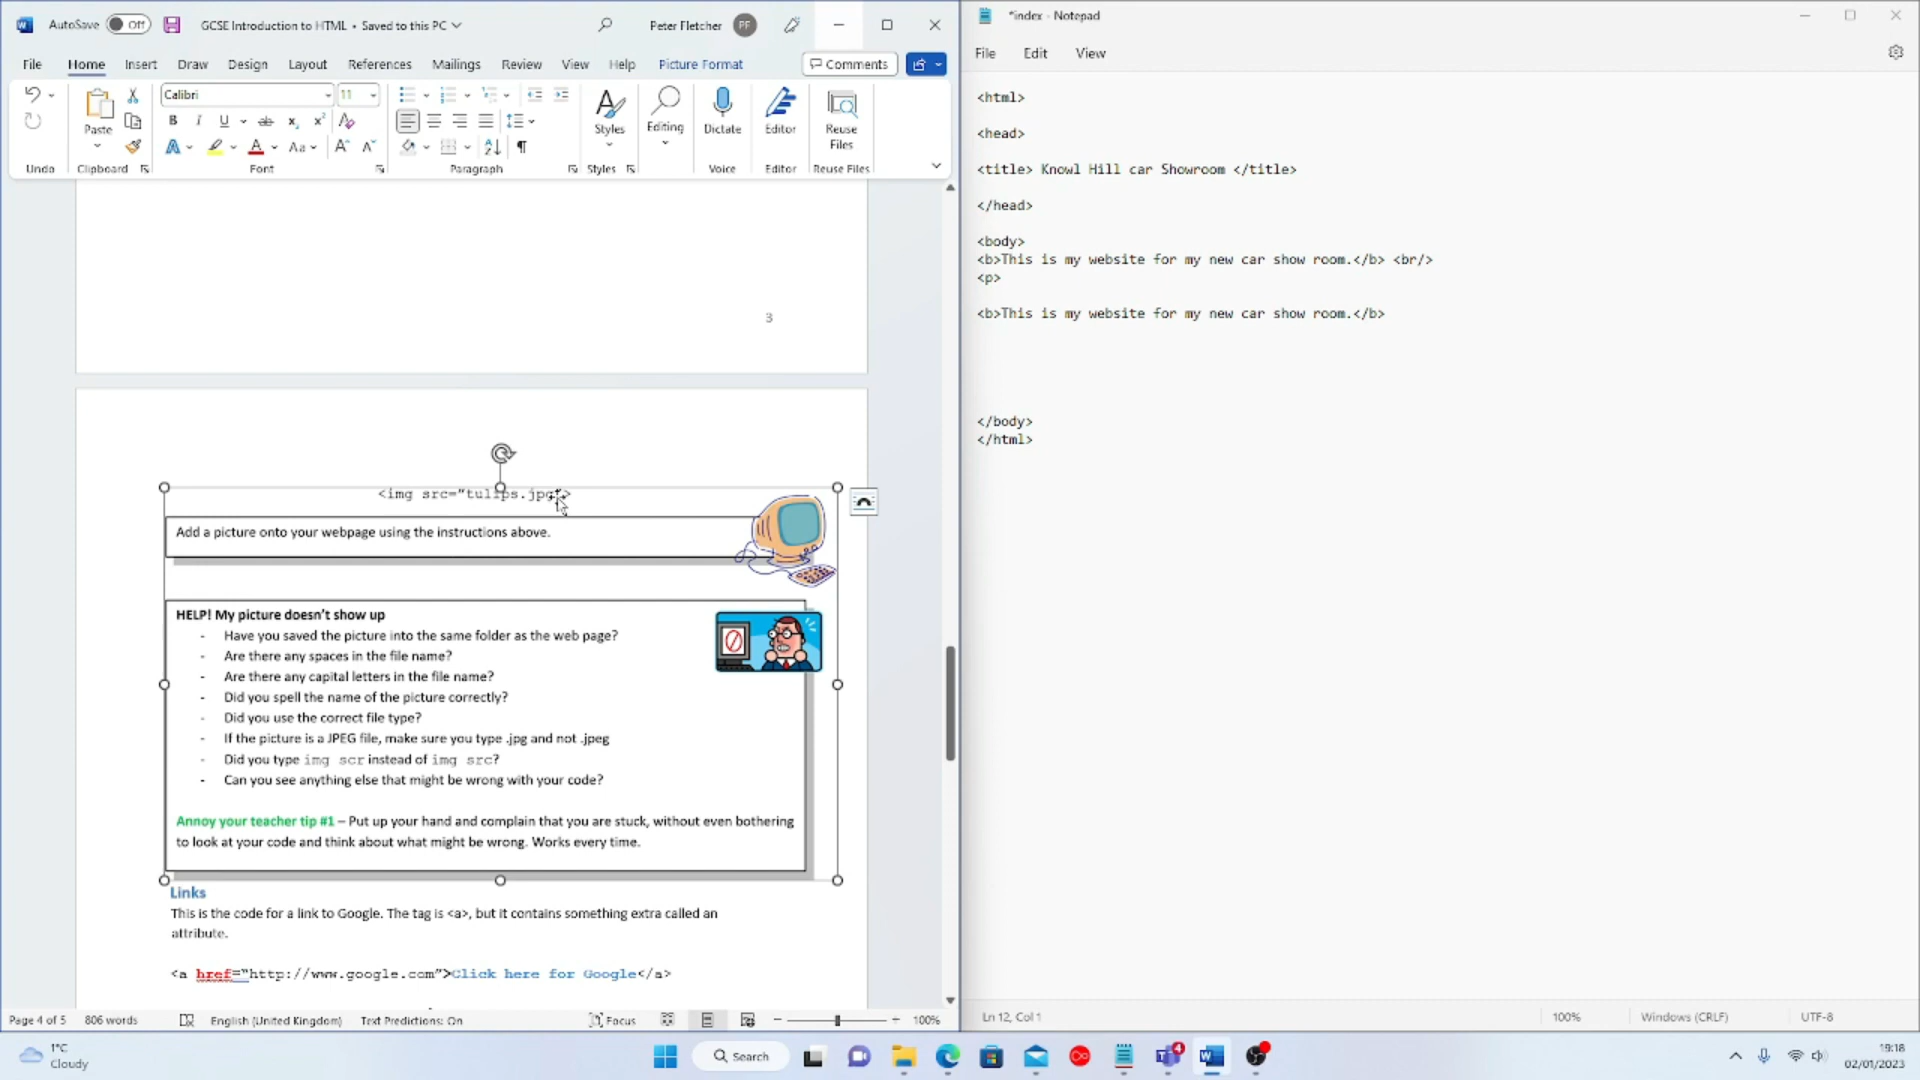 AutoSave Off GCSE Introduction to HTML • Saved to this PC Peter Fletcher PF
File Home Insert Draw Design Layout References Mailings Review View Help Picture Format Comments
Calibri 11
B I U ab x x
A A Aa A A
Paste
Styles
Editing
Dictate
Editor
Reuse Files
Undo Clipboard Font Paragraph Styles Voice Editor Reuse Files
3
<img src="tulips.jpg">
Add a picture onto your webpage using the instructions above.
HELP! My picture doesn't show up
- Have you saved the picture into the same folder as the web page?
- Are there any spaces in the file name?
- Are there any capital letters in the file name?
- Did you spell the name of the picture correctly?
- Did you use the correct file type?
- If the picture is a JPEG file, make sure you type .jpg and not .jpeg
- Did you type img scr instead of img src?
- Can you see anything else that might be wrong with your code?
Annoy your teacher tip #1 – Put up your hand and complain that you are stuck, without even bothering
to look at your code and think about what might be wrong. Works every time.
Links
This is the code for a link to Google. The tag is <a>, but it contains something extra called an
attribute.
<a href="http://www.google.com">Click here for Google</a>
Page 4 of 5 806 words English (United Kingdom) Text Predictions: On Focus 100%
*index - Notepad
File Edit View
<html>
<head>
<title> Knowl Hill car Showroom </title>
</head>
<body>
<b>This is my website for my new car show room.</b> <br/>
<p>
<b>This is my website for my new car show room.</b>
</body>
</html>
Ln 12, Col 1 100% Windows (CRLF) UTF-8
1°C
Cloudy
Search
4
19:18
02/01/2023